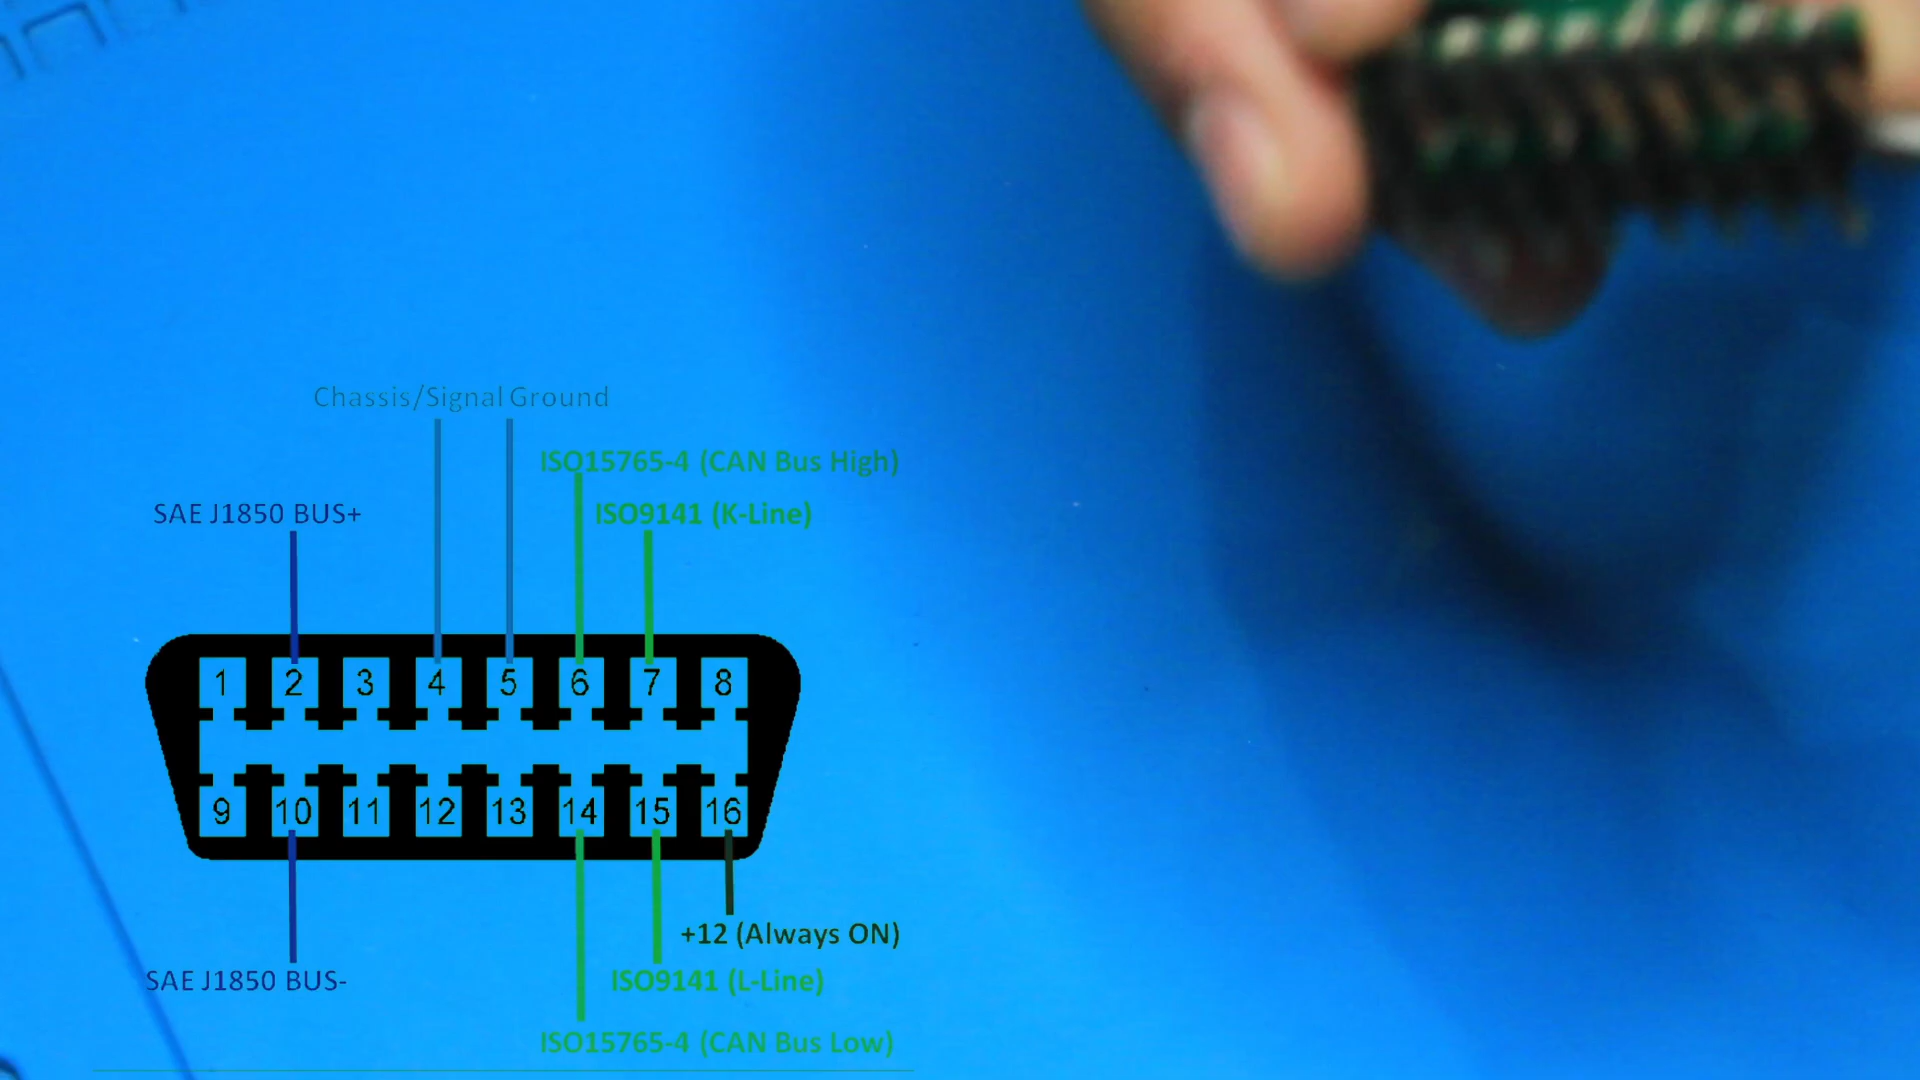 Chassis/Signal Ground
ISO15765-4 (CAN Bus High)
SAE J1850 BUS+
ISO9141 (K-Line)
1 2 3 4 5 6 7 8
9 10 11 12 13 14 15 16
+12 (Always ON)
SAE J1850 BUS-
ISO9141 (L-Line)
ISO15765-4 (CAN Bus Low)